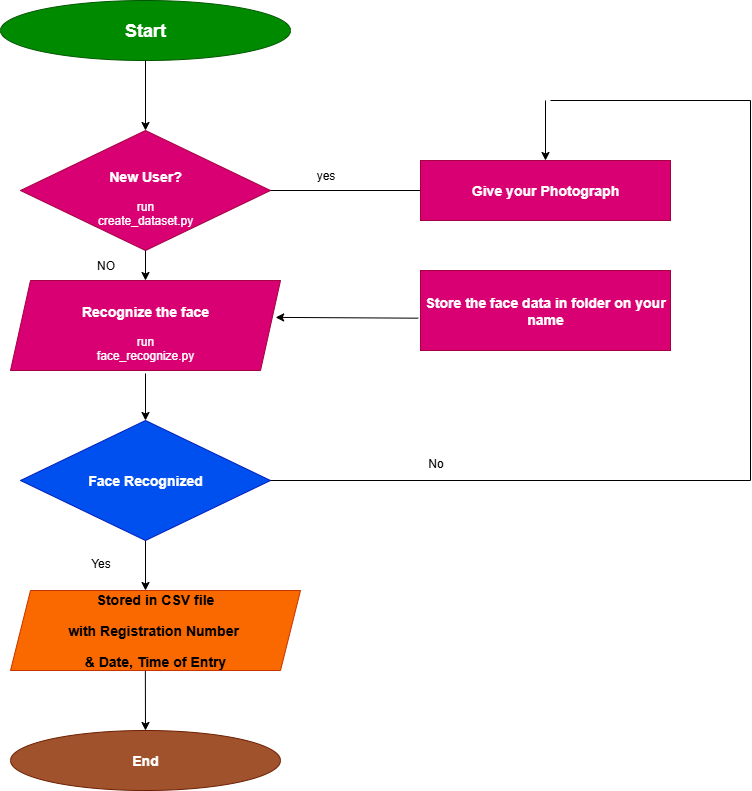 Start
New User?
run
create_dataset.py
yes
Give your Photograph
NO
Recognize the face
run
face_recognize.py
Store the face data in folder on your
name
Face Recognized
No
Yes
Stored in CSV file
with Registration Number
& Date, Time of Entry
End